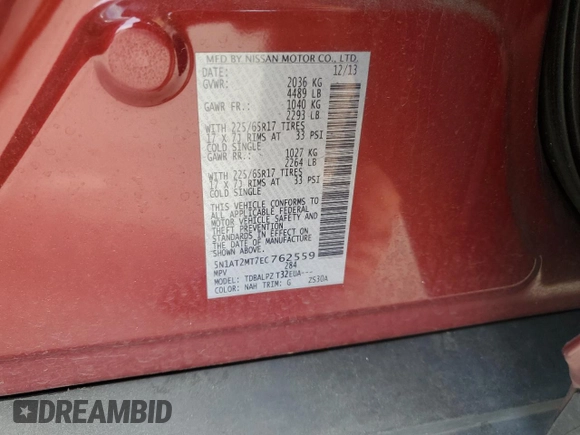 MFD BY NISSAN MOTOR CO., LTD.
DATE: 12/13
GVWR: 2036 KG
4489 LB
GAWR FR: 1040 KG
2293 LB
WITH 225/65R17 TIRES
17 X 7J RIMS AT 33 PSI
COLD SINGLE
GAWR RR: 1027 KG
2264 LB
WITH 225/65R17 TIRES
17 X 7J RIMS AT 33 PSI
COLD SINGLE
THIS VEHICLE CONFORMS TO
ALL APPLICABLE FEDERAL
MOTOR VEHICLE SAFETY
AND THEFT PREVENTION
STANDARDS IN EFFECT ON
THE DATE OF MANUFACTURE
5N1AT2MT7EC762559
MPV 284
MODEL: TDBALPZ T32EUA---
COLOR: NAH TRIM: G 2530A
DREAMBID